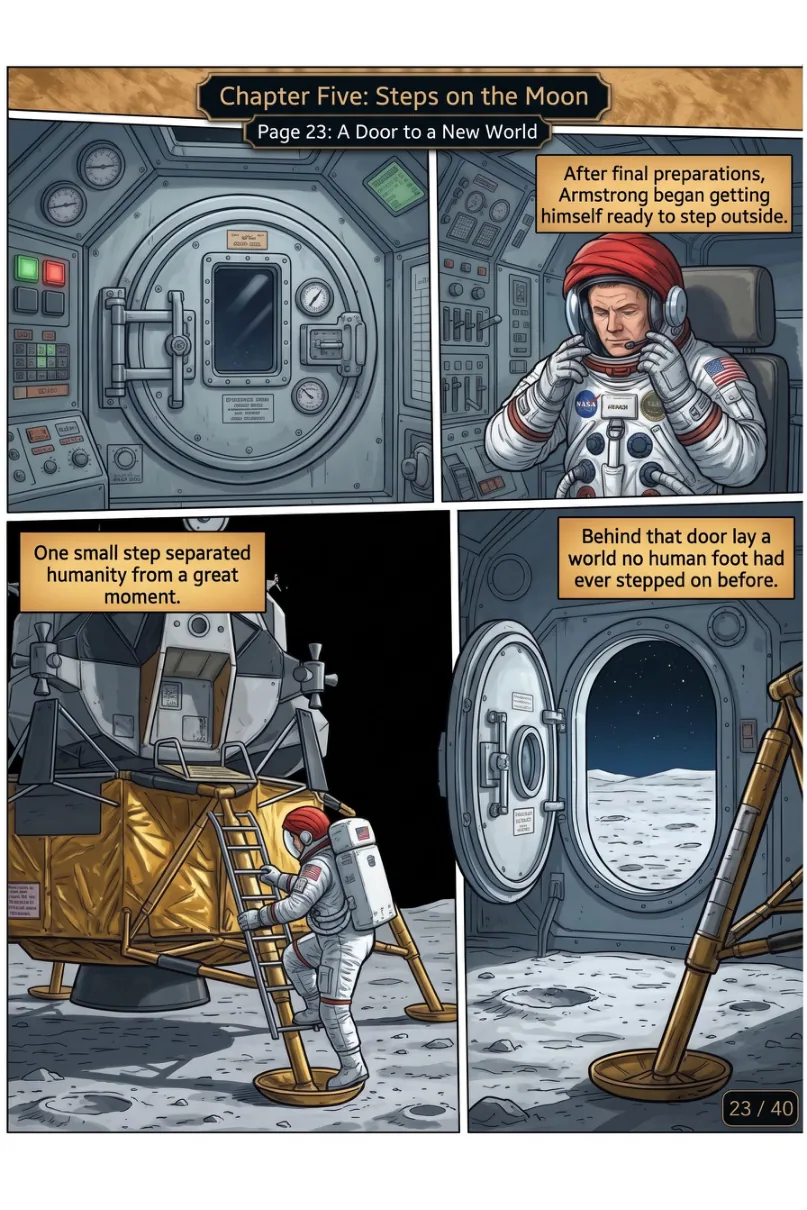 Chapter Five: Steps on the Moon
Page 23: A Door to a New World
After final preparations,
Armstrong began getting
himself ready to step outside.
NASA
One small step separated
humanity from a great
moment.
Behind that door lay a
world no human foot had
ever stepped on before.
23 / 40